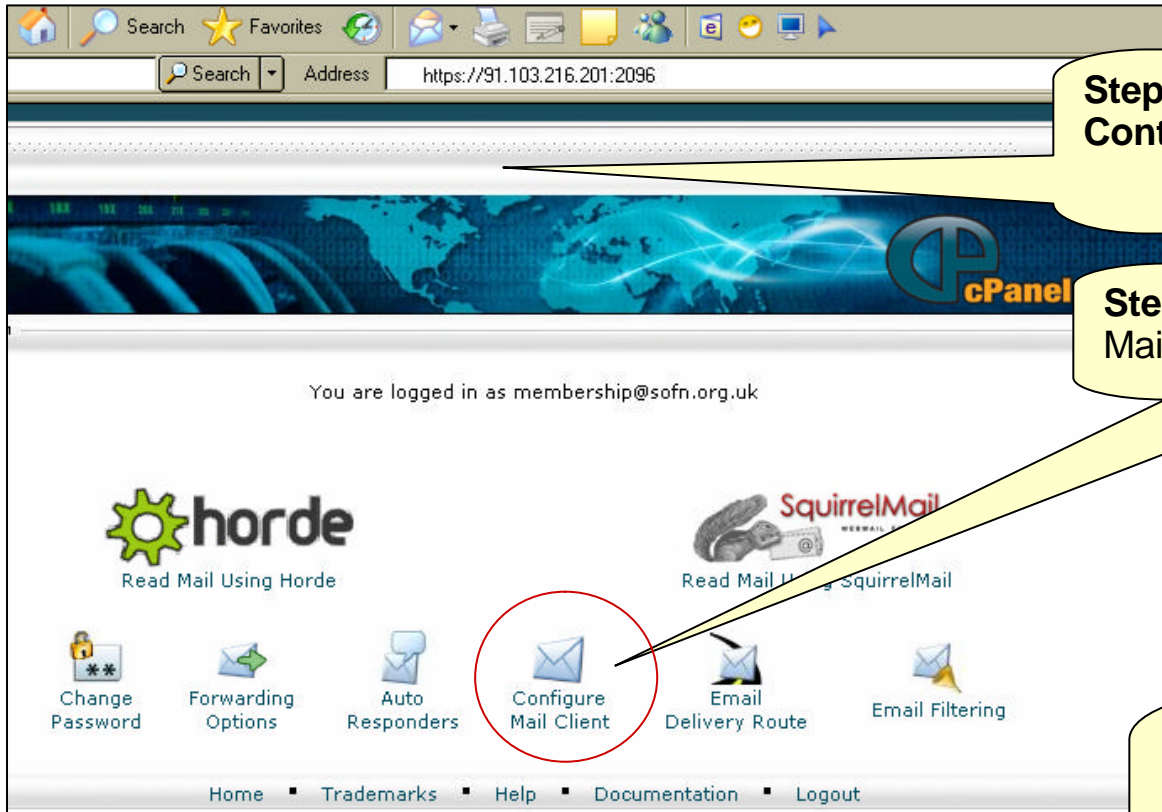 Search Favorites
Search Address https://91.103.216.201:2096
Step
Cont
cPanel
Ste
Mai
You are logged in as membership@sofn.org.uk
horde
SquirrelMail
WEBMAIL
Read Mail Using Horde
Read Mail Using SquirrelMail
Change Password
Forwarding Options
Auto Responders
Configure Mail Client
Email Delivery Route
Email Filtering
Home ▪ Trademarks ▪ Help ▪ Documentation ▪ Logout